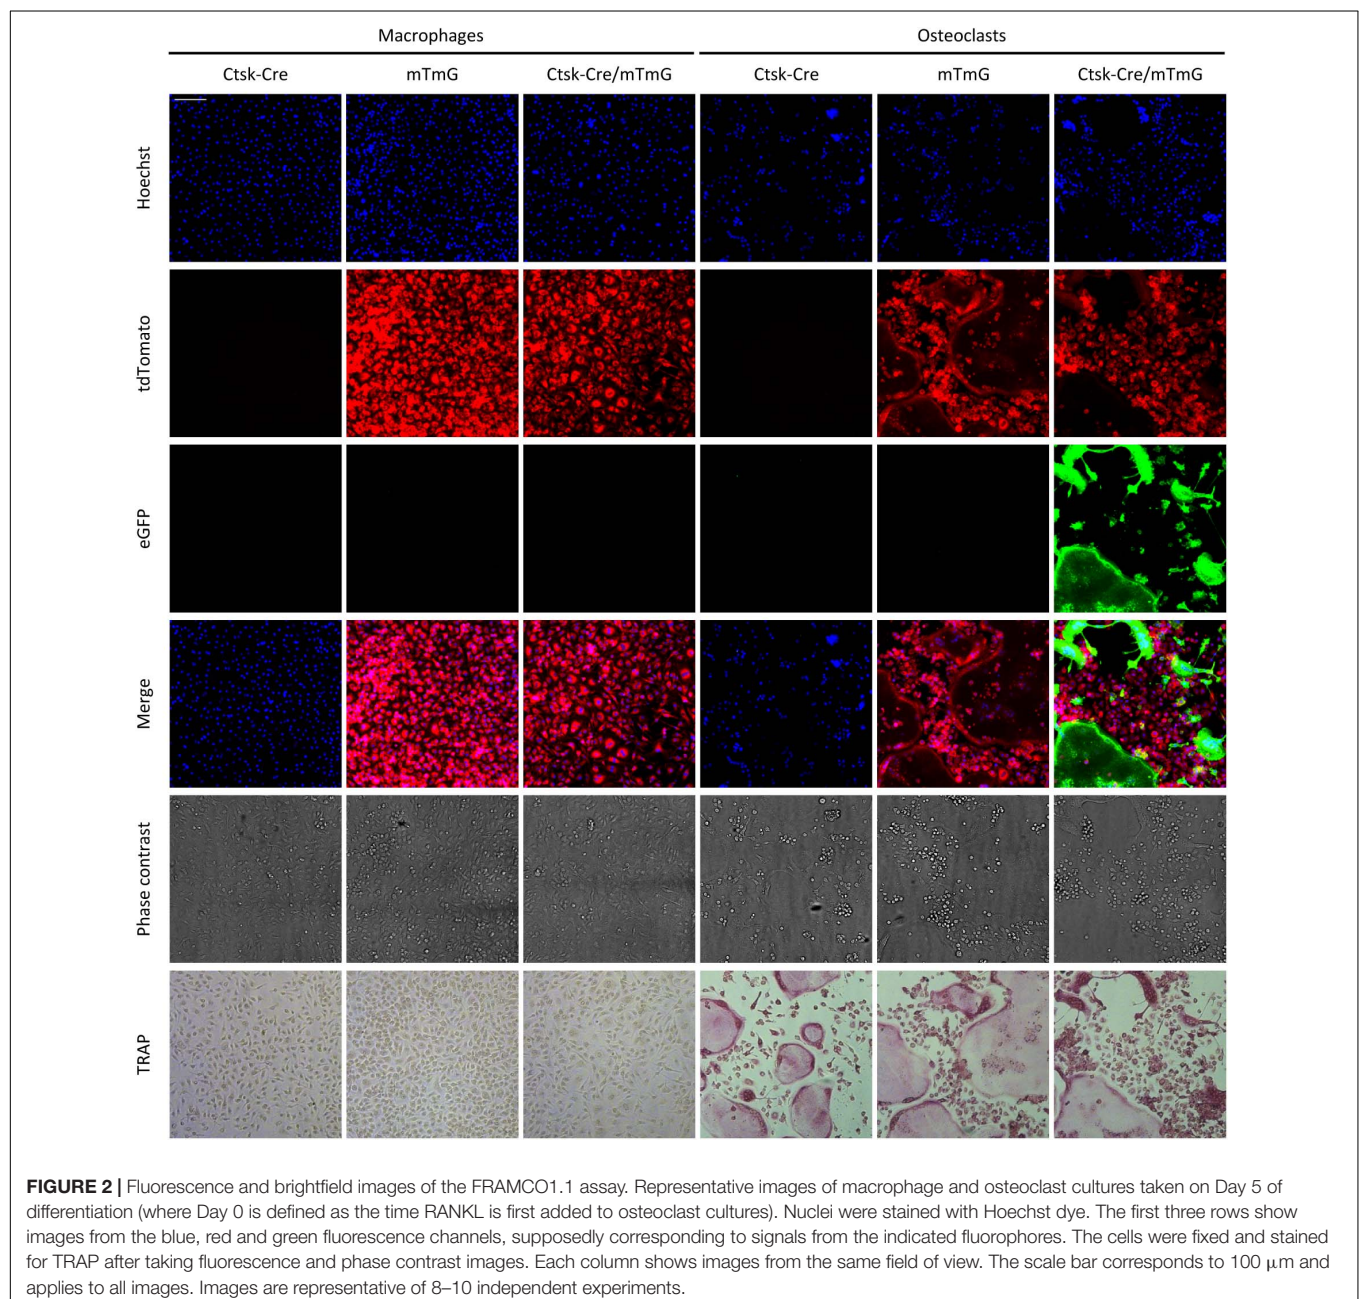 Macrophages Osteoclasts
Ctsk-Cre mTmG Ctsk-Cre/mTmG Ctsk-Cre mTmG Ctsk-Cre/mTmG
Hoechst
tdTomato
eGFP
Merge
Phase contrast
TRAP
FIGURE 2 | Fluorescence and brightfield images of the FRAMCO1.1 assay. Representative images of macrophage and osteoclast cultures taken on Day 5 of
differentiation (where Day 0 is defined as the time RANKL is first added to osteoclast cultures). Nuclei were stained with Hoechst dye. The first three rows show
images from the blue, red and green fluorescence channels, supposedly corresponding to signals from the indicated fluorophores. The cells were fixed and stained
for TRAP after taking fluorescence and phase contrast images. Each column shows images from the same field of view. The scale bar corresponds to 100 μm and
applies to all images. Images are representative of 8–10 independent experiments.